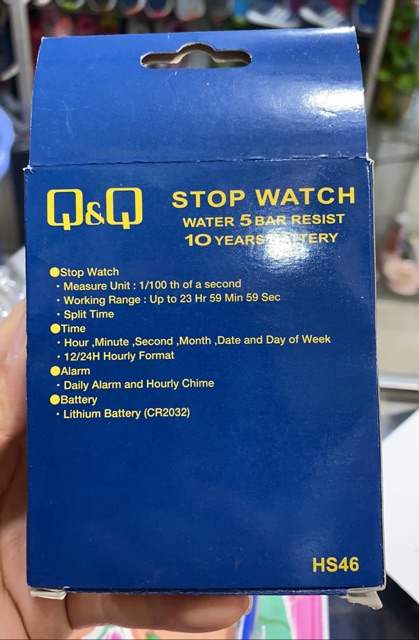 Q&Q
STOP WATCH
WATER 5 BAR RESIST
10 YEARS BATTERY
●Stop Watch
・Measure Unit : 1/100 th of a second
・Working Range : Up to 23 Hr 59 Min 59 Sec
・Split Time
●Time
・Hour ,Minute ,Second ,Month ,Date and Day of Week
・12/24H Hourly Format
●Alarm
・Daily Alarm and Hourly Chime
●Battery
・Lithium Battery (CR2032)
HS46